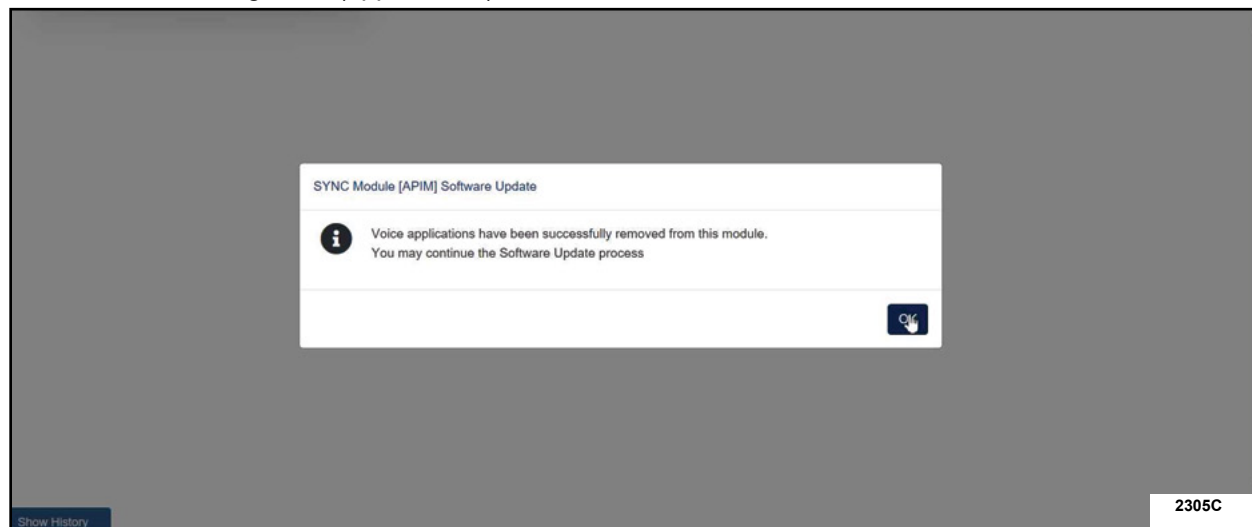 SYNC Module [APIM] Software Update
Voice applications have been successfully removed from this module.
You may continue the Software Update process
OK
Show History
2305C